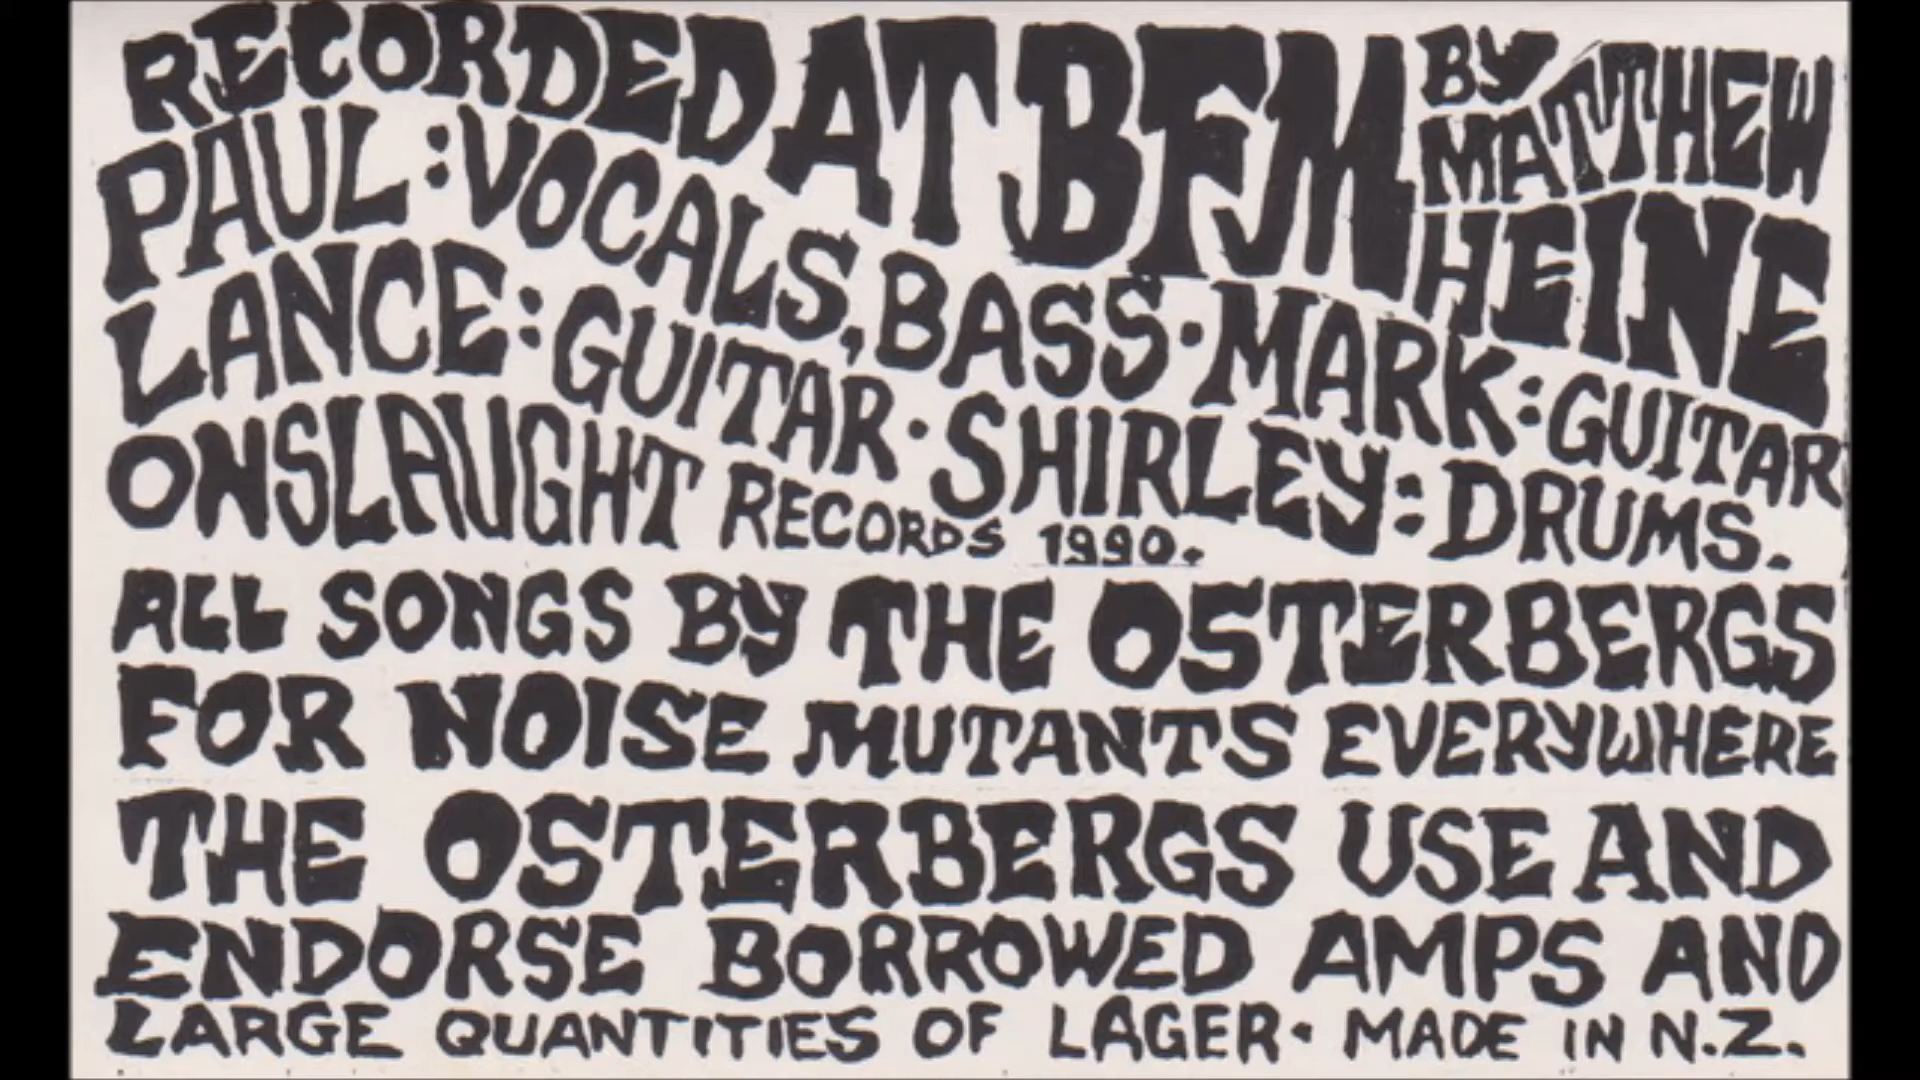 RECORDED AT BFM BY MATTHEW HEINE
PAUL: VOCALS, BASS · MARK: GUITAR
LANCE: GUITAR · SHIRLEY: DRUMS.
ONSLAUGHT RECORDS 1990.
ALL SONGS BY THE OSTERBERGS
FOR NOISE MUTANTS EVERYWHERE
THE OSTERBERGS USE AND
ENDORSE BORROWED AMPS AND
LARGE QUANTITIES OF LAGER · MADE IN N.Z.